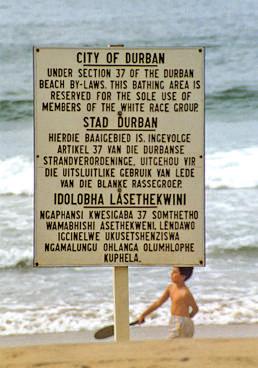 CITY OF DURBAN
UNDER SECTION 37 OF THE DURBAN
BEACH BY-LAWS. THIS BATHING AREA IS
RESERVED FOR THE SOLE USE OF
MEMBERS OF THE WHITE RACE GROUP.
STAD DURBAN
HIERDIE BAAIGEBIED IS, INGEVOLGE
ARTIKEL 37 VAN DIE DURBANSE
STRANDVERORDENINGE, UITGEHOU VIR
DIE UITSLUITLIKE GEBRUIK VAN LEDE
VAN DIE BLANKE RASSEGROEP.
IDOLOBHA LASETHEKWINI
NGAPHANSI KWESIGABA 37 SOMTHETHO
WAMABHISHI ASETHEKWENI, LENDAWO
IGCINELWE UKUSETSHENZISWA
NGAMALUNGU OHLANGA OLUMHLOPHE
KUPHELA.